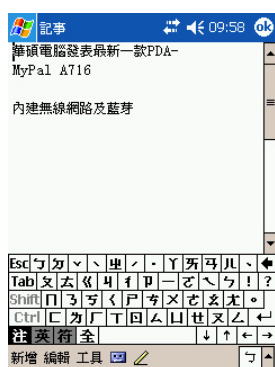 記事 09:58 ok
華碩電腦發表最新一款PDA-
MyPal A716
內建無線網路及藍芽
Esc ㄅ ㄉ ˇ ˋ ㄓ ˊ ˙ ㄚ ㄞ ㄢ ㄦ
Tab ㄆ ㄊ ㄍ ㄐ ㄔ ㄗ ㄧ ㄛ ㄟ ㄣ ! ?
Shift ㄇ ㄋ ㄎ ㄑ ㄕ ㄘ ㄨ ㄜ ㄠ ㄤ 。
Ctrl ㄈ ㄌ ㄏ ㄒ ㄖ ㄙ ㄩ ㄝ ㄡ ㄥ
注 英 符 全 ↓ ↑ ← →
新增 編輯 工具 ㄅ